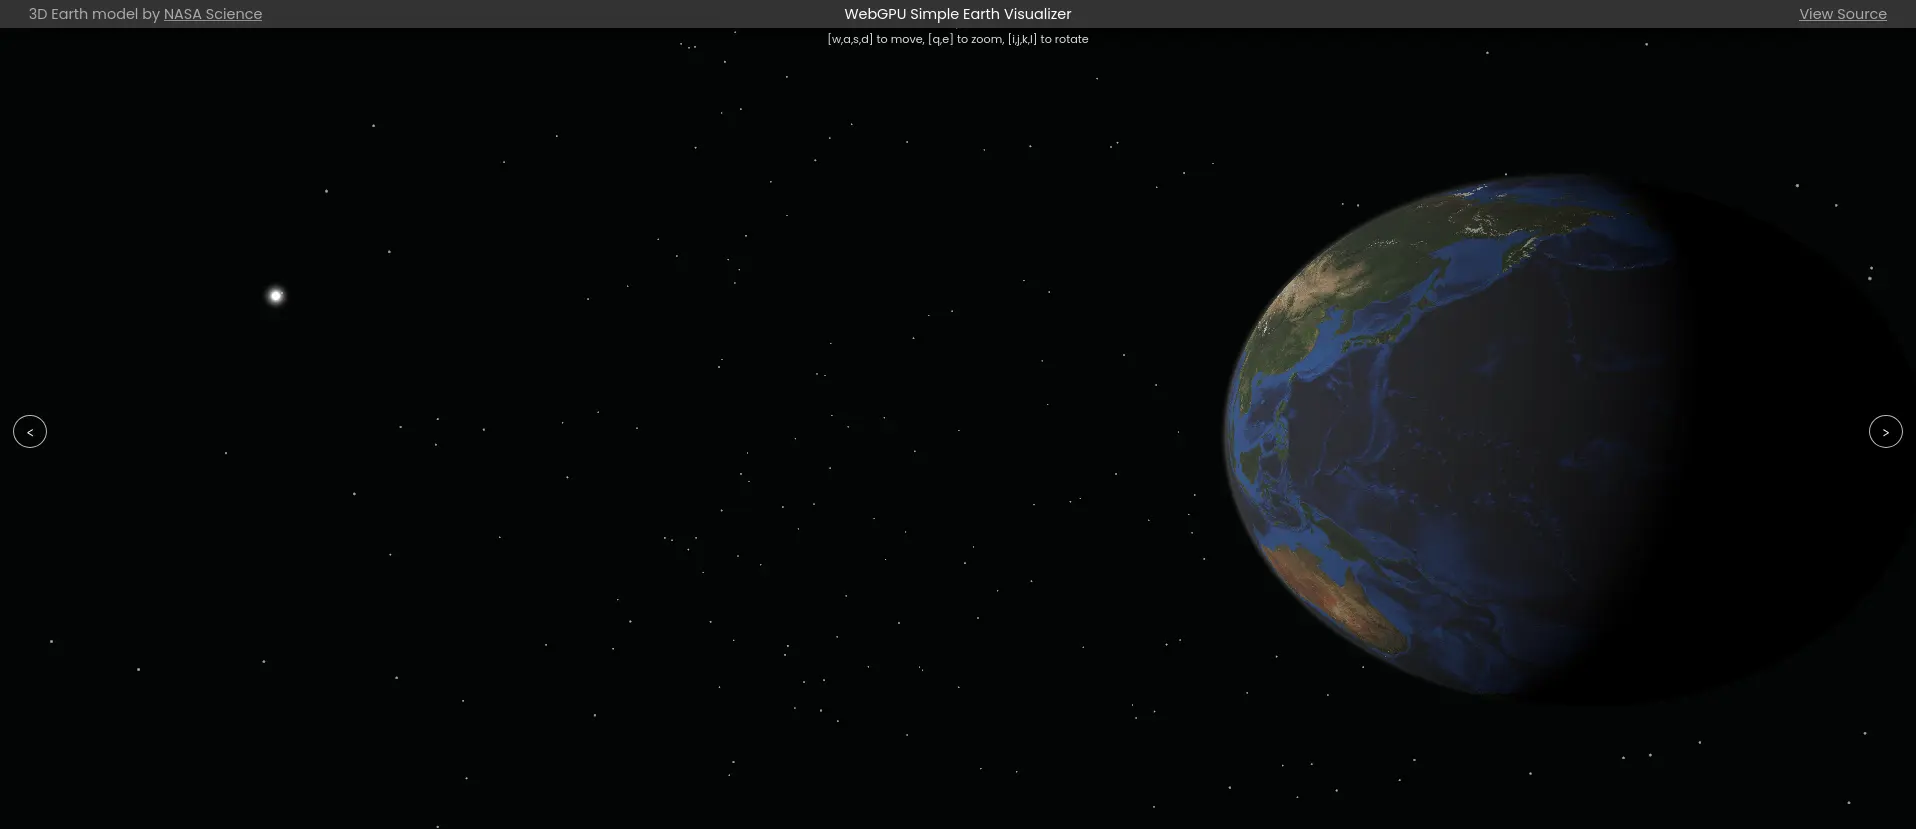 3D Earth model by NASA Science
WebGPU Simple Earth Visualizer
View Source
[w,a,s,d] to move, [q,e] to zoom, [i,j,k,l] to rotate
<
>